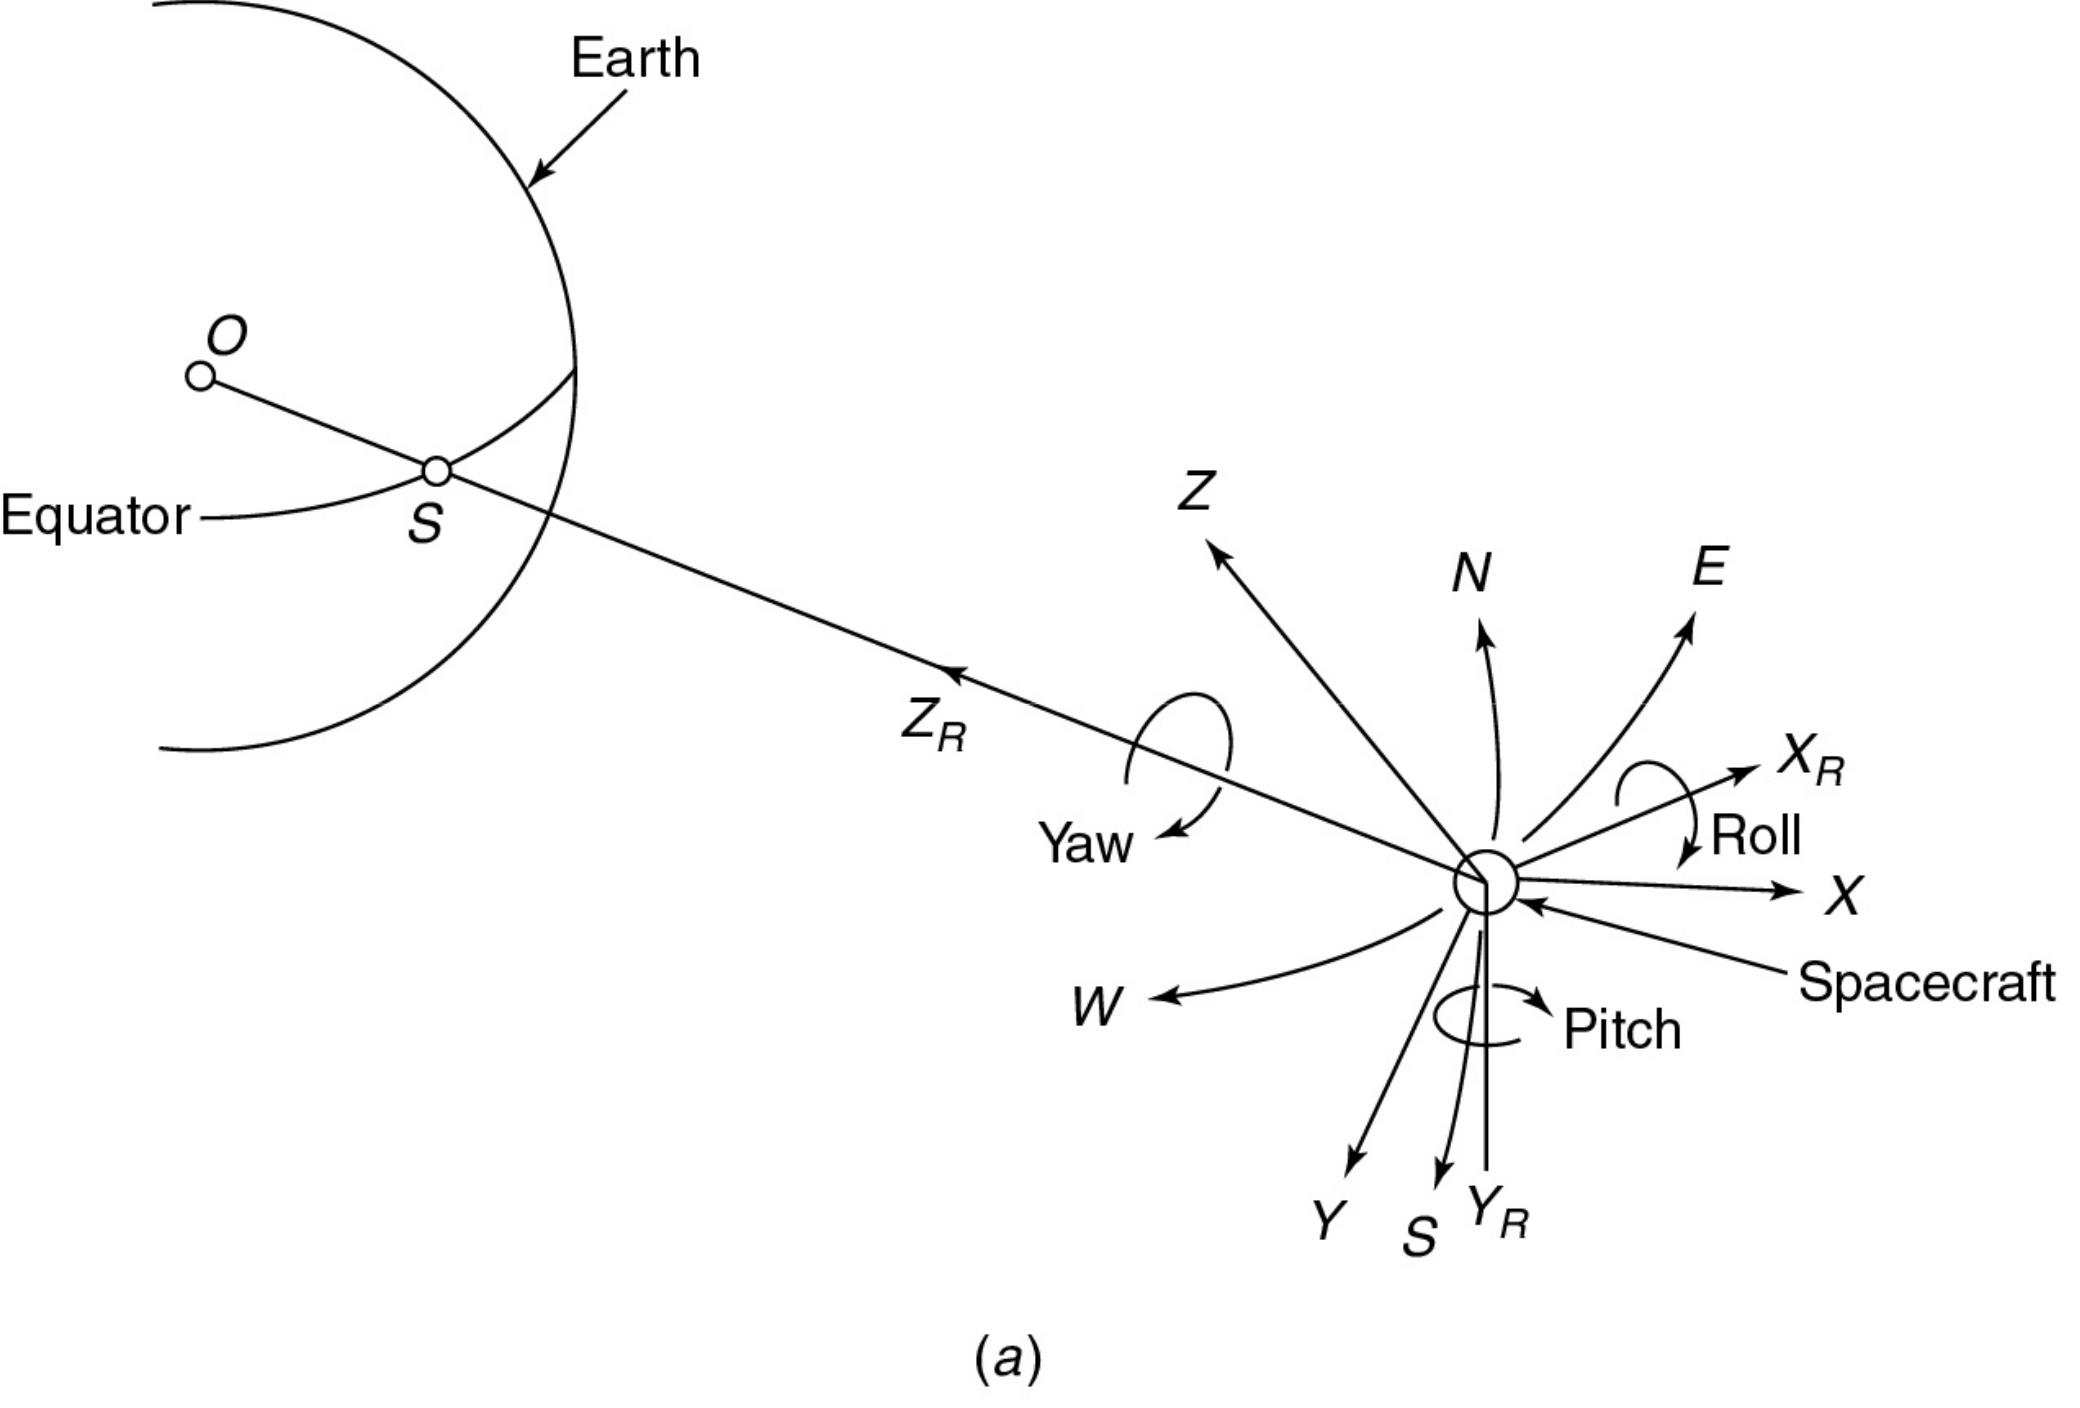 Earth
O
Z
Equator
S
N
E
Z_R
X_R
Yaw
Roll
X
Spacecraft
W
Pitch
Y
S
Y_R
(a)